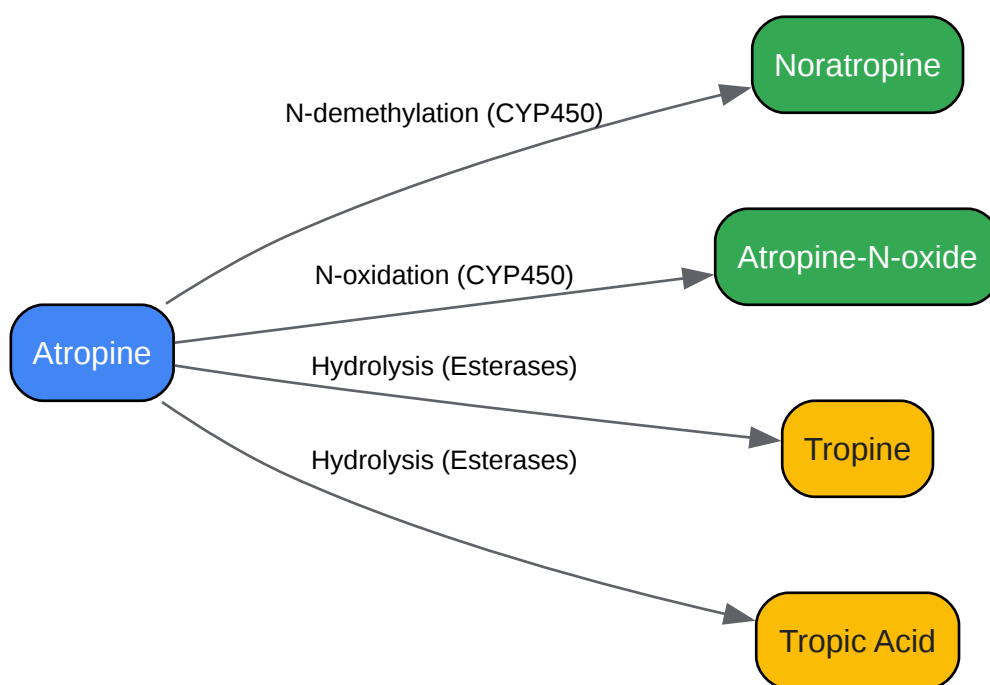 Noratropine
N-demethylation (CYP450)
Atropine-N-oxide
N-oxidation (CYP450)
Atropine
Hydrolysis (Esterases)
Tropine
Hydrolysis (Esterases)
Tropic Acid